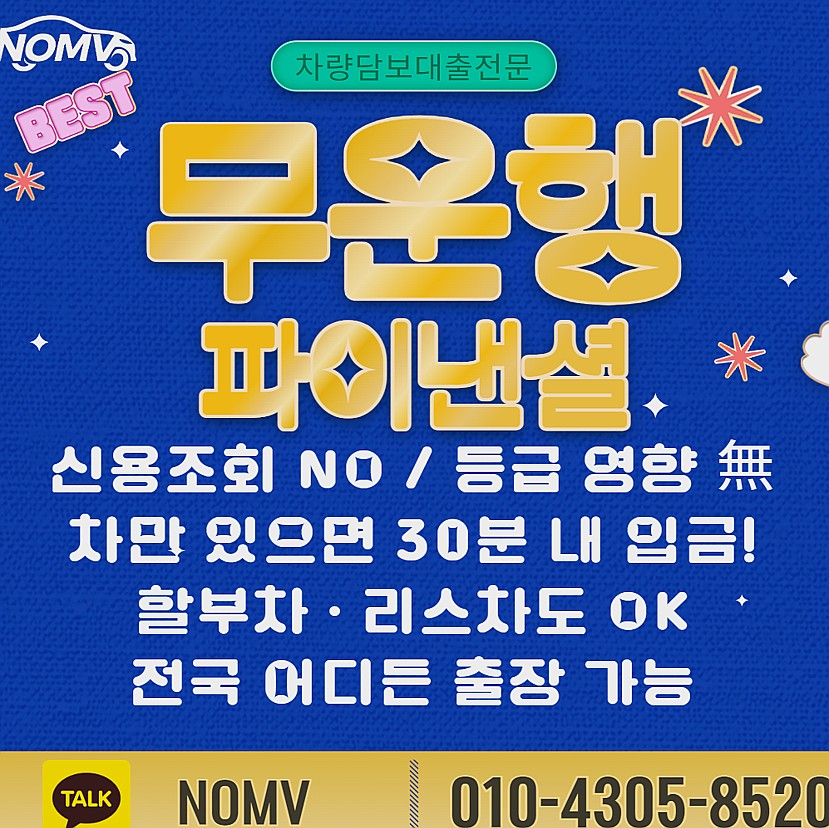 NOMV
BEST
차량담보대출전문
무운행
파이낸셜
신용조회 NO / 등급 영향 無
차만 있으면 30분 내 입금!
할부차 · 리스차도 OK
전국 어디든 출장 가능
TALK NOMV 010-4305-8520